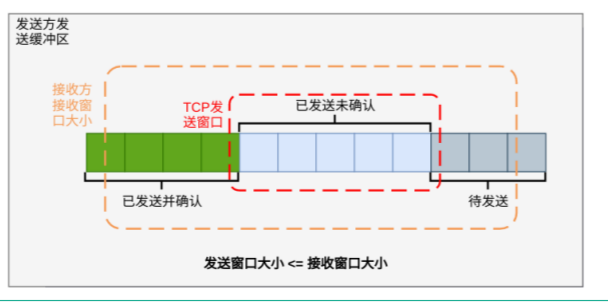 发送方发
送缓冲区
接收方
接收窗
口大小
TCP发
送窗口
已发送未确认
已发送并确认
待发送
发送窗口大小 <= 接收窗口大小